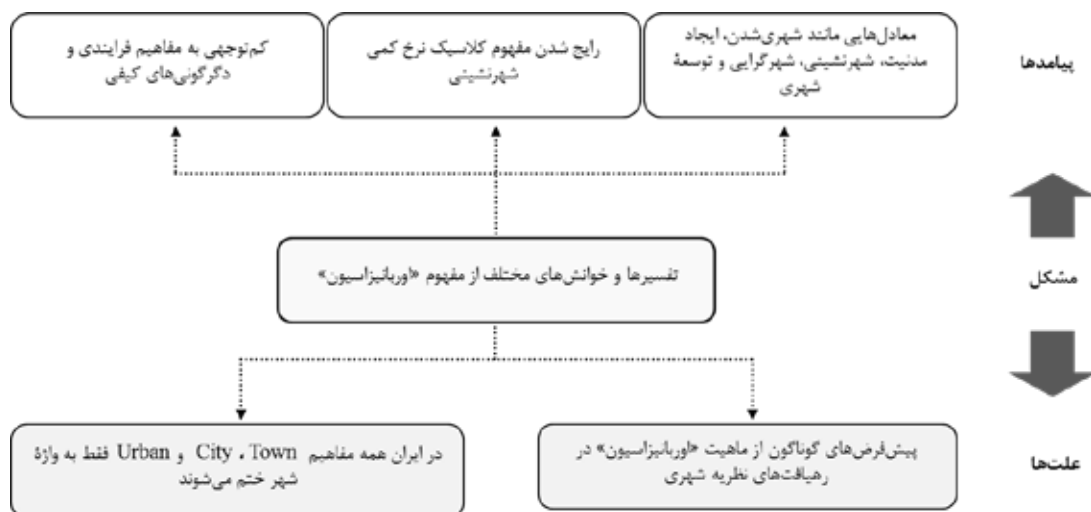 پیامدها
معادل‌هایی مانند شهری‌شدن، ایجاد
مدنیت، شهرنشینی، شهرگرایی و توسعهٔ
شهری
رایج شدن مفهوم کلاسیک نرخ کمی
شهرنشینی
کم‌توجهی به مفاهیم فرایندی و
دگرگونی‌های کیفی
مشکل
تفسیرها و خوانش‌های مختلف از مفهوم «اوربانیزاسیون»
علت‌ها
پیش‌فرض‌های گوناگون از ماهیت «اوربانیزاسیون» در
رهیافت‌های نظریه شهری
در ایران همه مفاهیم City ، Town و Urban فقط به واژهٔ
شهر ختم می‌شوند